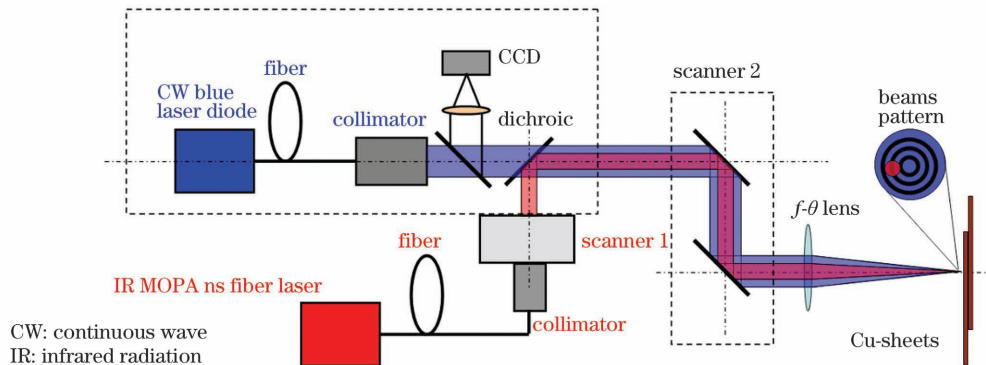 CCD
fiber
CW blue
laser diode
collimator
dichroic
scanner 2
beams
pattern
f-θ lens
fiber
scanner 1
IR MOPA ns fiber laser
collimator
CW: continuous wave
IR: infrared radiation
Cu-sheets